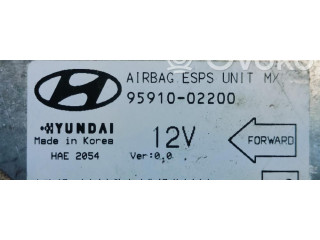 AIRBAG ESPS UNIT MX
95910-02200
HYUNDAI
12V
FORWARD
Made in Korea
HAE 2054
Ver:0.0